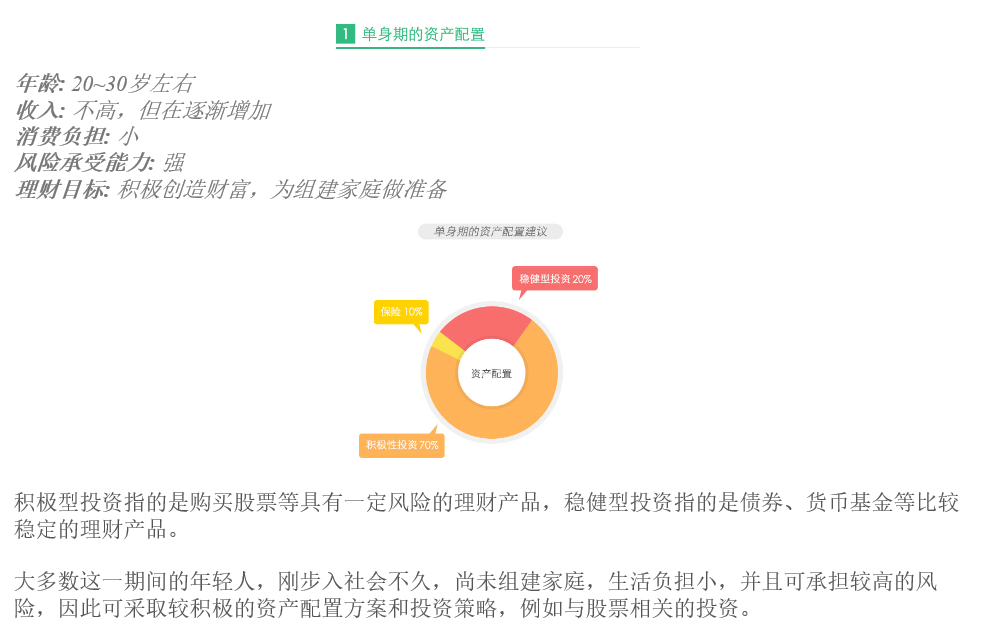 1 单身期的资产配置
年龄: 20~30岁左右
收入: 不高，但在逐渐增加
消费负担: 小
风险承受能力: 强
理财目标: 积极创造财富，为组建家庭做准备
单身期的资产配置建议
稳健型投资 20%
保险 10%
资产配置
积极性投资 70%
积极型投资指的是购买股票等具有一定风险的理财产品，稳健型投资指的是债券、货币基金等比较
稳定的理财产品。
大多数这一期间的年轻人，刚步入社会不久，尚未组建家庭，生活负担小，并且可承担较高的风
险，因此可采取较积极的资产配置方案和投资策略，例如与股票相关的投资。